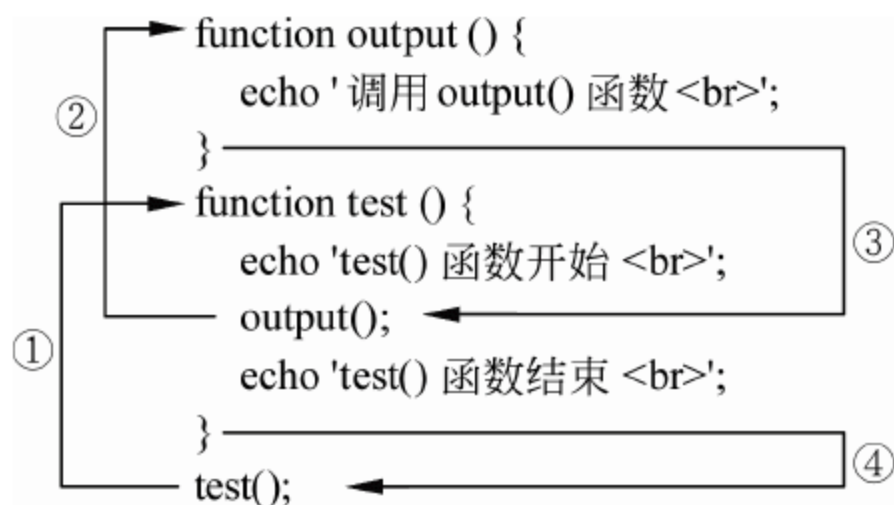 function output () {
echo ' 调用 output() 函数 <br>';
②
}
function test () {
③
echo 'test() 函数开始 <br>';
output();
①
echo 'test() 函数结束 <br>';
}
④
test();